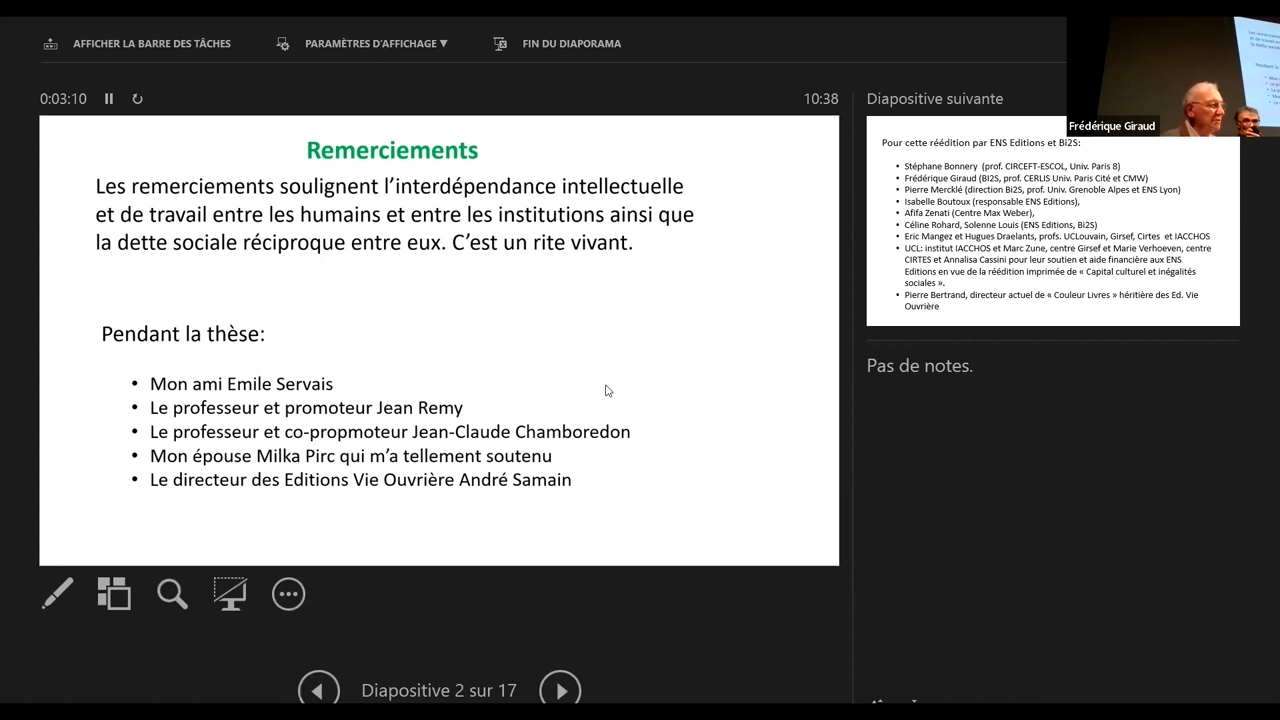 AFFICHER LA BARRE DES TÂCHES
PARAMÈTRES D'AFFICHAGE ▼
FIN DU DIAPORAMA
0:03:10
10:38
Remerciements
Les remerciements soulignent l'interdépendance intellectuelle
et de travail entre les humains et entre les institutions ainsi que
la dette sociale réciproque entre eux. C'est un rite vivant.
Pendant la thèse:
• Mon ami Emile Servais
• Le professeur et promoteur Jean Remy
• Le professeur et co-propmoteur Jean-Claude Chamboredon
• Mon épouse Milka Pirc qui m'a tellement soutenu
• Le directeur des Editions Vie Ouvrière André Samain
Diapositive 2 sur 17
Diapositive suivante
Frédérique Giraud
Pour cette réédition par ENS Editions et Bi2S:
• Stéphane Bonnery (prof. CIRCEFT-ESCOL, Univ. Paris 8)
• Frédérique Giraud (BI2S, prof. CERLIS Univ. Paris Cité et CMW)
• Pierre Mercklé (direction Bi2S, prof. Univ. Grenoble Alpes et ENS Lyon)
• Isabelle Boutoux (responsable ENS Editions),
• Afifa Zenati (Centre Max Weber),
• Céline Rohard, Solenne Louis (ENS Editions, Bi2S)
• Eric Mangez et Hugues Draelants, profs. UCLouvain, Girsef, Cirtes et IACCHOS
• UCL: institut IACCHOS et Marc Zune, centre Girsef et Marie Verhoeven, centre
CIRTES et Annalisa Cassini pour leur soutien et aide financière aux ENS
Editions en vue de la réédition imprimée de « Capital culturel et inégalités
sociales ».
• Pierre Bertrand, directeur actuel de « Couleur Livres » héritière des Ed. Vie
Ouvrière
Pas de notes.